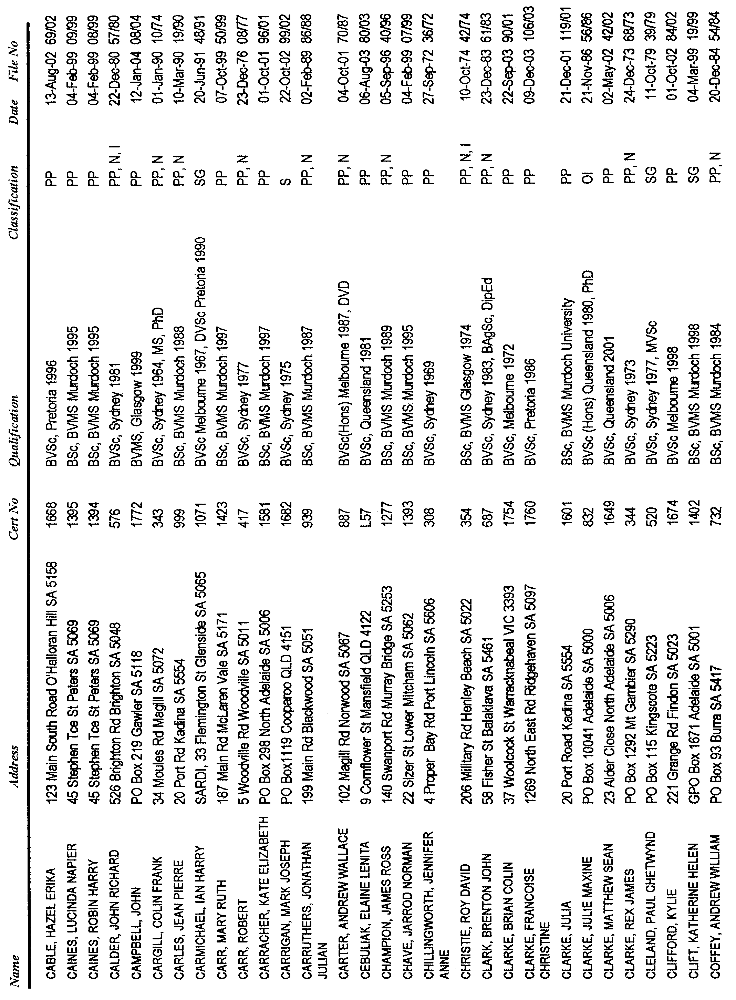 Name Address Cert No Qualification Classification Date File No
CABLE, HAZEL ERIKA 123 Main South Road O'Halloran Hill SA 5158 1668 BVSc, Pretoria 1996 PP 13-Aug-02 69/02
CAINES, LUCINDA NAPIER 45 Stephen Tce St Peters SA 5069 1395 BSc, BVMS Murdoch 1995 PP 04-Feb-99 09/99
CAINES, ROBIN HARRY 45 Stephen Tce St Peters SA 5069 1394 BSc, BVMS Murdoch 1995 PP 04-Feb-99 08/99
CALDER, JOHN RICHARD 526 Brighton Rd Brighton SA 5048 576 BVSc, Sydney 1981 PP, N, I 22-Dec-80 57/80
CAMPBELL, JOHN PO Box 219 Gawler SA 5118 1772 BVMS, Glasgow 1999 PP 12-Jan-04 08/04
CARGILL, COLIN FRANK 34 Moules Rd Magill SA 5072 343 BVSc, Sydney 1964, MS, PhD PP, N 01-Jan-90 10/74
CARLES, JEAN PIERRE 20 Port Rd Kadina SA 5554 999 BSc, BVMS Murdoch 1988 PP, N 10-Mar-90 19/90
CARMICHAEL, IAN HARRY SARDI, 33 Flemington St Glenside SA 5065 1071 BVSc Melbourne 1967, DVSc Pretoria 1990 SG 20-Jun-91 48/91
CARR, MARY RUTH 187 Main Rd McLaren Vale SA 5171 1423 BSc, BVMS Murdoch 1997 PP 07-Oct-99 50/99
CARR, ROBERT 5 Woodville Rd Woodville SA 5011 417 BVSc, Sydney 1977 PP, N 23-Dec-76 08/77
CARRACHER, KATE ELIZABETH PO Box 298 North Adelaide SA 5006 1581 BSc, BVMS Murdoch 1997 PP 01-Oct-01 96/01
CARRIGAN, MARK JOSEPH PO Box1119 Cooparoo QLD 4151 1682 BVSc, Sydney 1975 S 22-Oct-02 99/02
CARRUTHERS, JONATHAN 199 Main Rd Blackwood SA 5051 939 BSc, BVMS Murdoch 1987 PP, N 02-Feb-89 86/88
JULIAN
CARTER, ANDREW WALLACE 102 Magill Rd Norwood SA 5067 887 BVSc(Hons) Melbourne 1987, DVD PP, N 04-Oct-01 70/87
CEBULIAK, ELAINE LENITA 9 Cornflower St Mansfield QLD 4122 L57 BVSc, Queensland 1981 PP 06-Aug-03 80/03
CHAMPION, JAMES ROSS 140 Swanport Rd Murray Bridge SA 5253 1277 BSc, BVMS Murdoch 1989 PP, N 05-Sep-96 40/96
CHAVE, JARROD NORMAN 22 Sizer St Lower Mitcham SA 5062 1393 BSc, BVMS Murdoch 1995 PP 04-Feb-99 07/99
CHILLINGWORTH, JENNIFER 4 Proper Bay Rd Port Lincoln SA 5606 308 BVSc, Sydney 1969 PP 27-Sep-72 36/72
ANNE
CHRISTIE, ROY DAVID 206 Military Rd Henley Beach SA 5022 354 BSc, BVMS Glasgow 1974 PP, N, I 10-Oct-74 42/74
CLARK, BRENTON JOHN 58 Fisher St Balaklava SA 5461 687 BVSc, Sydney 1983, BAgSc, DipEd PP, N 23-Dec-83 61/83
CLARKE, BRIAN COLIN 37 Woolcock St Warracknabeal VIC 3393 1754 BVSc, Melbourne 1972 PP 22-Sep-03 90/01
CLARKE, FRANCOISE 1269 North East Rd Ridgehaven SA 5097 1760 BVSc, Pretoria 1986 PP 09-Dec-03 106/03
CHRISTINE
CLARKE, JULIA 20 Port Road Kadina SA 5554 1601 BSc, BVMS Murdoch University PP 21-Dec-01 119/01
CLARKE, JULIE MAXINE PO Box 10041 Adelaide SA 5000 832 BVSc (Hons) Queensland 1980, PhD OI 21-Nov-86 56/86
CLARKE, MATTHEW SEAN 23 Alder Close North Adelaide SA 5006 1649 BVSc, Queensland 2001 PP 02-May-02 42/02
CLARKE, REX JAMES PO Box 1292 Mt Gambier SA 5290 344 BVSc, Sydney 1973 PP, N 24-Dec-73 68/73
CLELAND, PAUL CHETWYND PO Box 115 Kingscote SA 5223 520 BVSc, Sydney 1977, MVSc SG 11-Oct-79 39/79
CLIFFORD, KYLIE 221 Grange Rd Findon SA 5023 1674 BVSc Melbourne 1998 PP 01-Oct-02 84/02
CLIFT, KATHERINE HELEN GPO Box 1671 Adelaide SA 5001 1402 BSc, BVMS Murdoch 1998 SG 04-Mar-99 19/99
COFFEY, ANDREW WILLIAM PO Box 93 Burra SA 5417 732 BSc, BVMS Murdoch 1984 PP, N 20-Dec-84 54/84